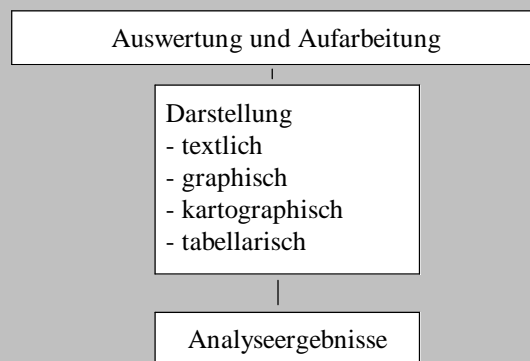 Auswertung und Aufarbeitung
Darstellung
- textlich
- graphisch
- kartographisch
- tabellarisch
Analyseergebnisse